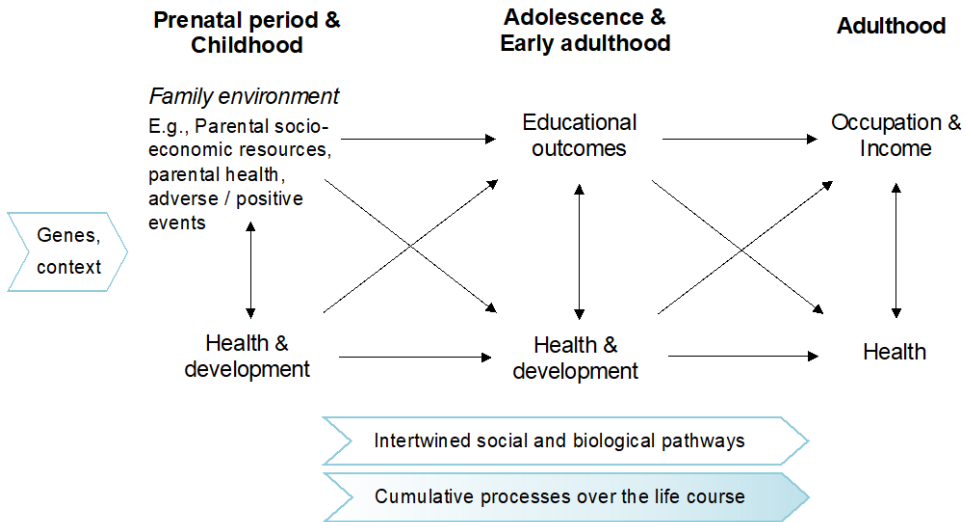 Prenatal period &
Childhood
Adolescence &
Early adulthood
Adulthood
Family environment
E.g., Parental socio-
economic resources,
parental health,
adverse / positive
events
Educational
outcomes
Occupation &
Income
Genes,
context
Health &
development
Health &
development
Health
Intertwined social and biological pathways
Cumulative processes over the life course